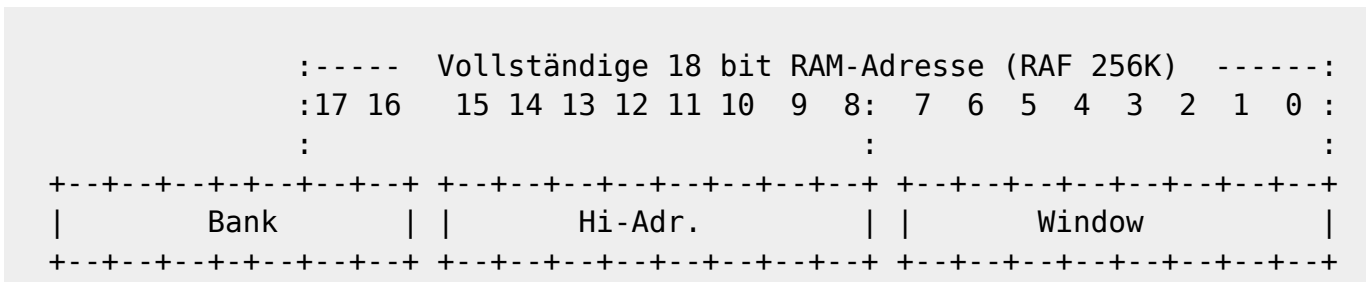 :-----  Vollständige 18 bit RAM-Adresse (RAF 256K)  ------:
:17 16   15 14 13 12 11 10  9  8:  7  6  5  4  3  2  1  0 :
:                               :                         :
+--+--+--+-+--+--+--+ +--+--+--+--+--+--+--+--+ +--+--+--+--+--+--+--+--+
|      Bank       | |       Hi-Adr.         | |       Window          |
+--+--+--+-+--+--+--+ +--+--+--+--+--+--+--+--+ +--+--+--+--+--+--+--+--+